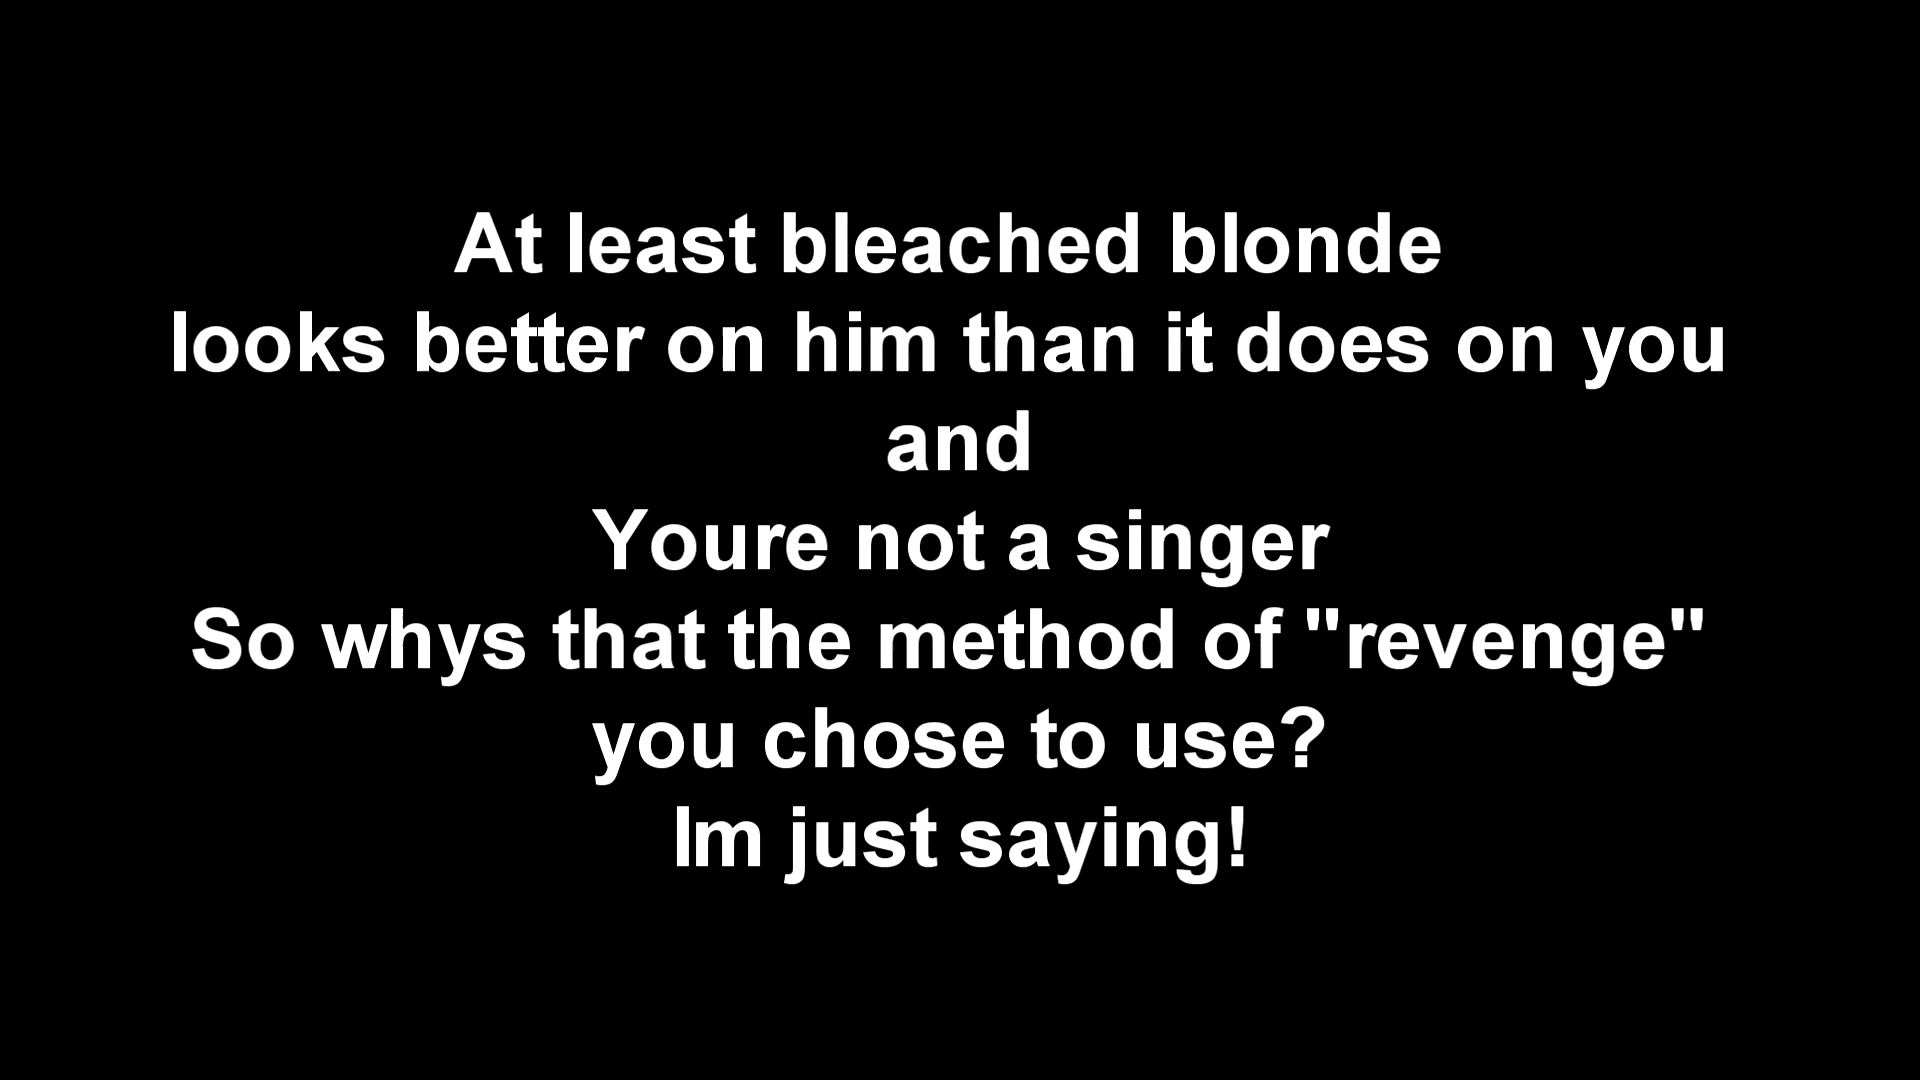 At least bleached blonde
looks better on him than it does on you
and
Youre not a singer
So whys that the method of "revenge"
you chose to use?
Im just saying!